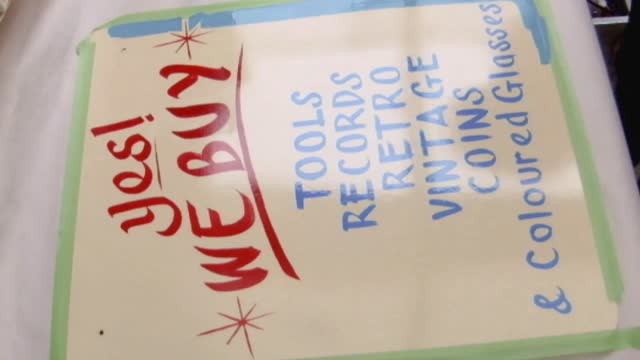 yes!
WE BUY
TOOLS
RECORDS
RETRO
VINTAGE
COINS
& Coloured Glasses